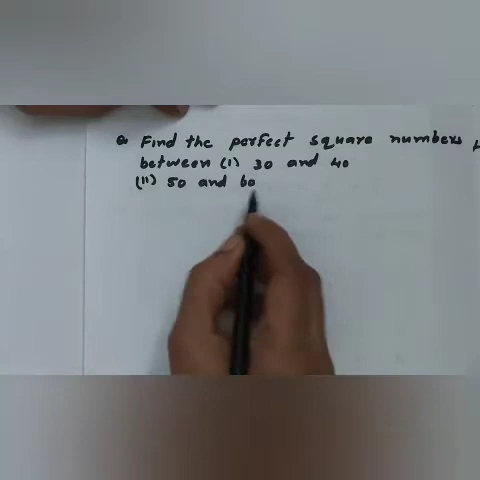 Q Find the perfect square numbers
between (i) 30 and 40
(ii) 50 and 60